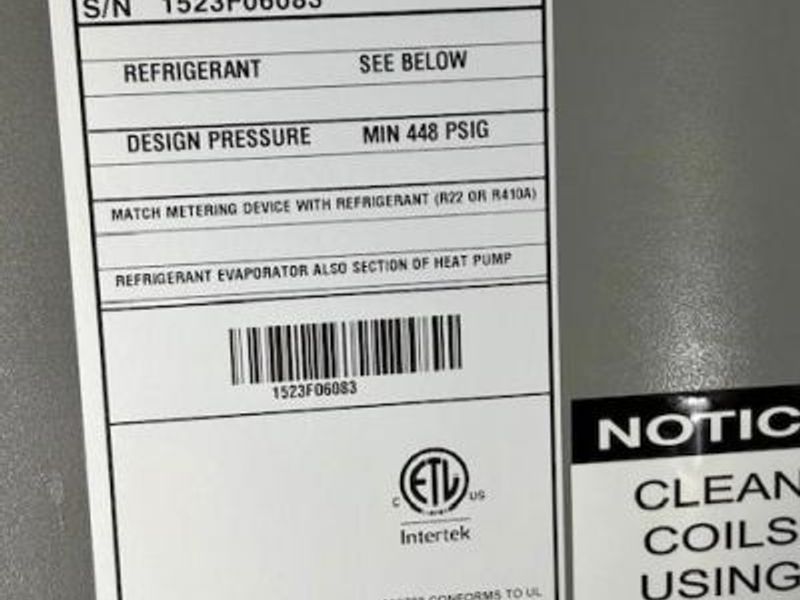 S/N 1523F06083
REFRIGERANT SEE BELOW
DESIGN PRESSURE MIN 448 PSIG
MATCH METERING DEVICE WITH REFRIGERANT (R22 OR R410A)
REFRIGERANT EVAPORATOR ALSO SECTION OF HEAT PUMP
1523F06083
C ETL US
Intertek
CONFORMS TO UL
NOTIC
CLEAN
COILS
USING